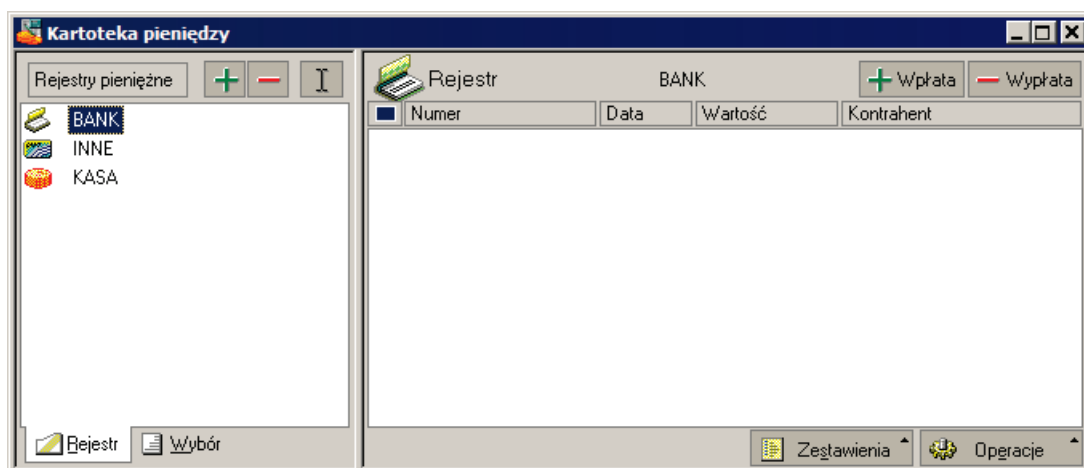 Kartoteka pieniędzy
Rejestry pieniężne
BANK
INNE
KASA
Rejestr
Wybór
Rejestr BANK Wpłata Wypłata
Numer Data Wartość Kontrahent
Zestawienia Operacje